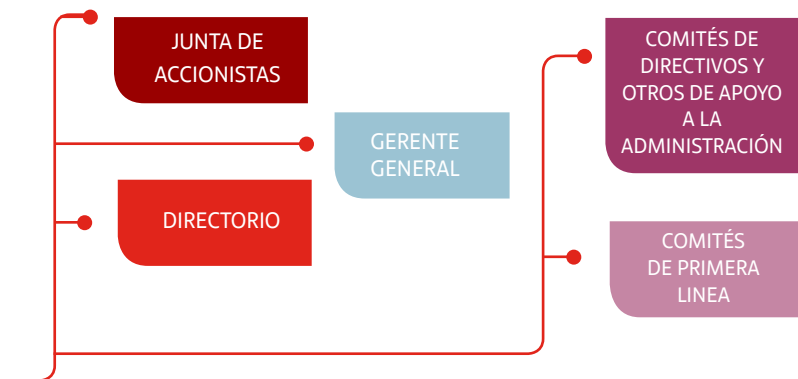 JUNTA DE
ACCIONISTAS
GERENTE
GENERAL
DIRECTORIO
COMITÉS DE
DIRECTIVOS Y
OTROS DE APOYO
A LA
ADMINISTRACIÓN
COMITÉS
DE PRIMERA
LINEA